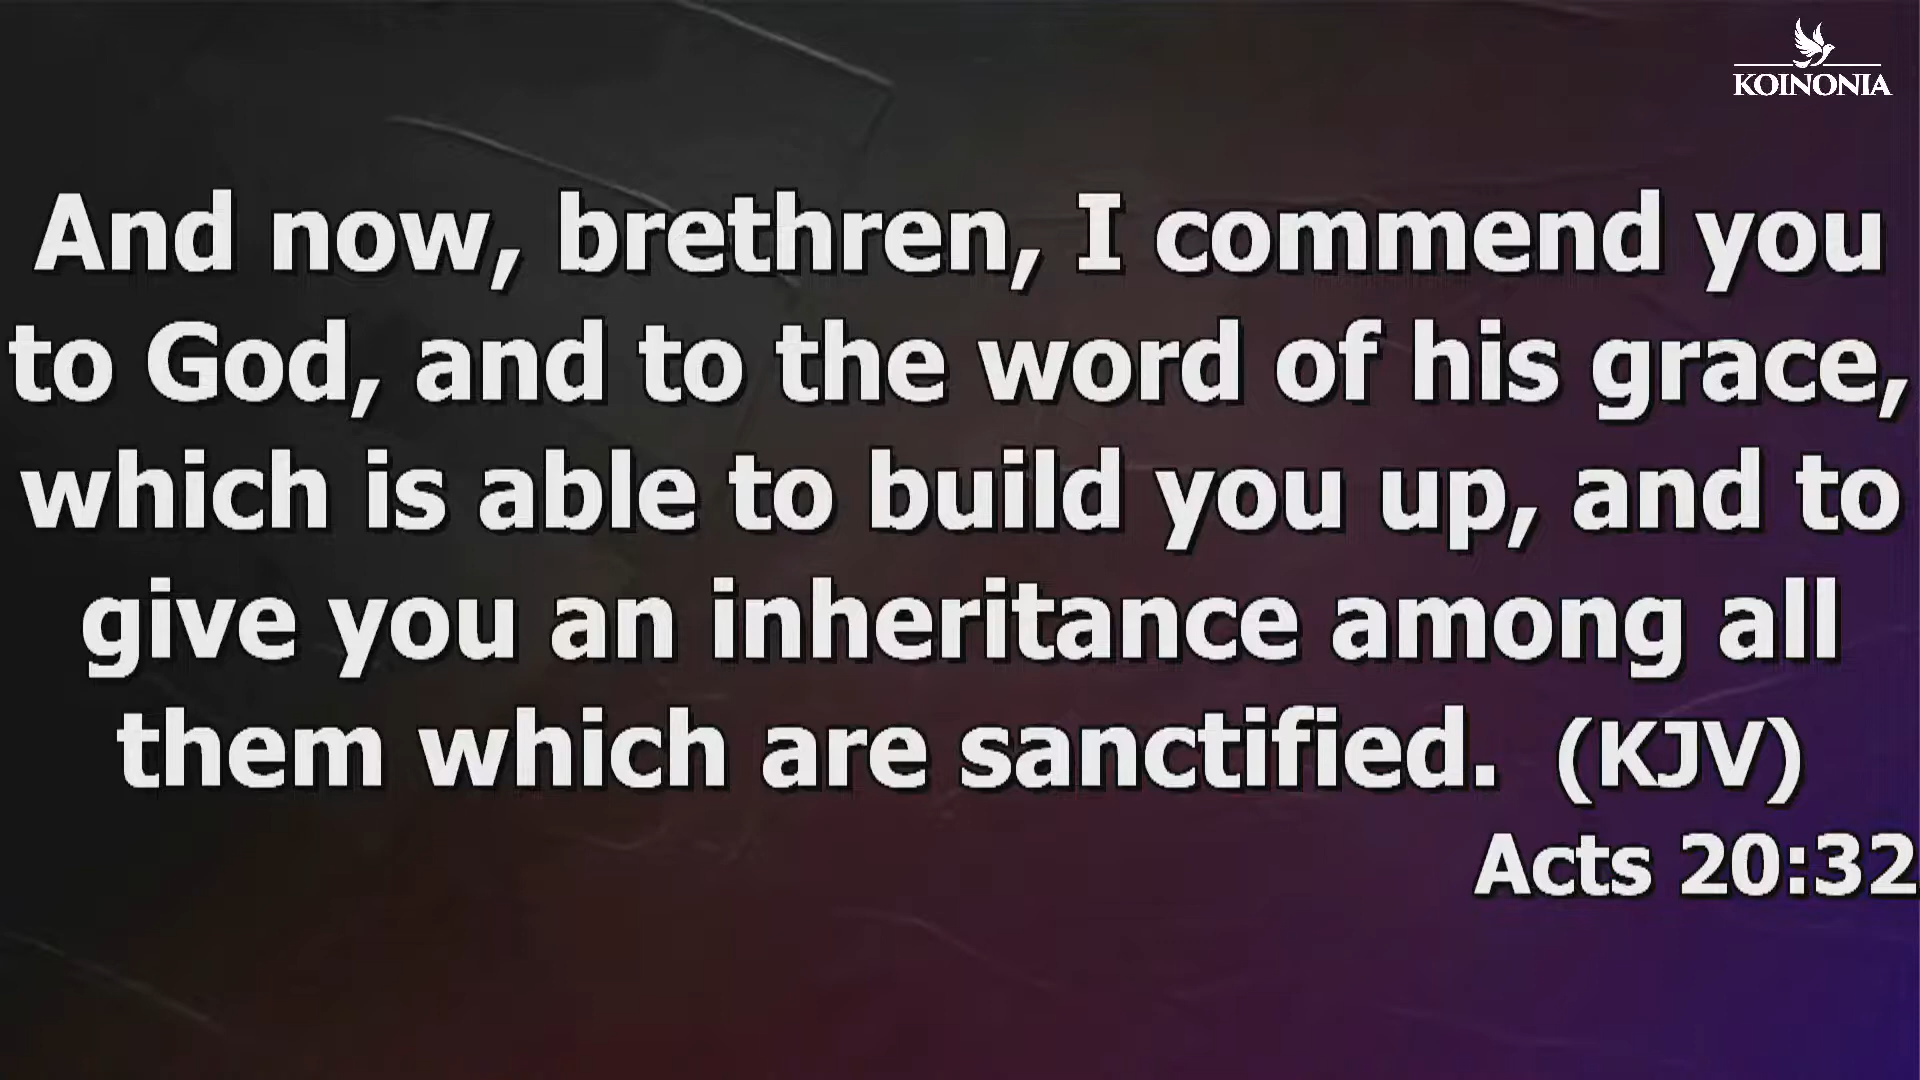 KOINONIA
And now, brethren, I commend you
to God, and to the word of his grace,
which is able to build you up, and to
give you an inheritance among all
them which are sanctified. (KJV)
Acts 20:32